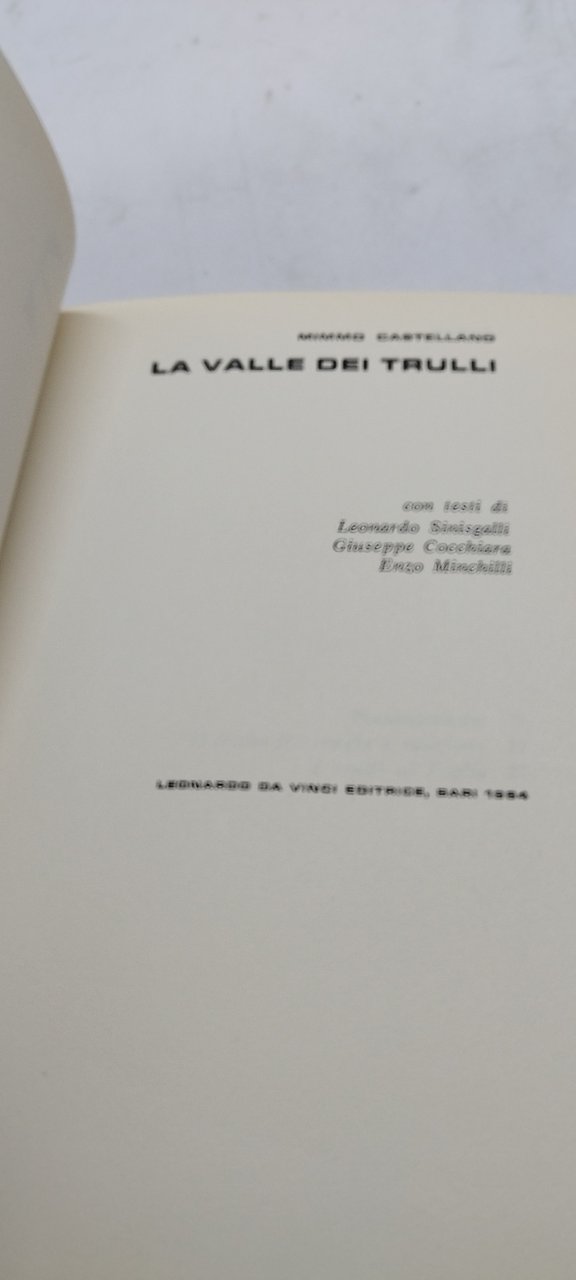 MIMMO CASTELLANO
LA VALLE DEI TRULLI
con testi di
Leonardo Sinisgalli
Giuseppe Cocchiara
Enzo Minchilli
LEONARDO DA VINCI EDITRICE, BARI